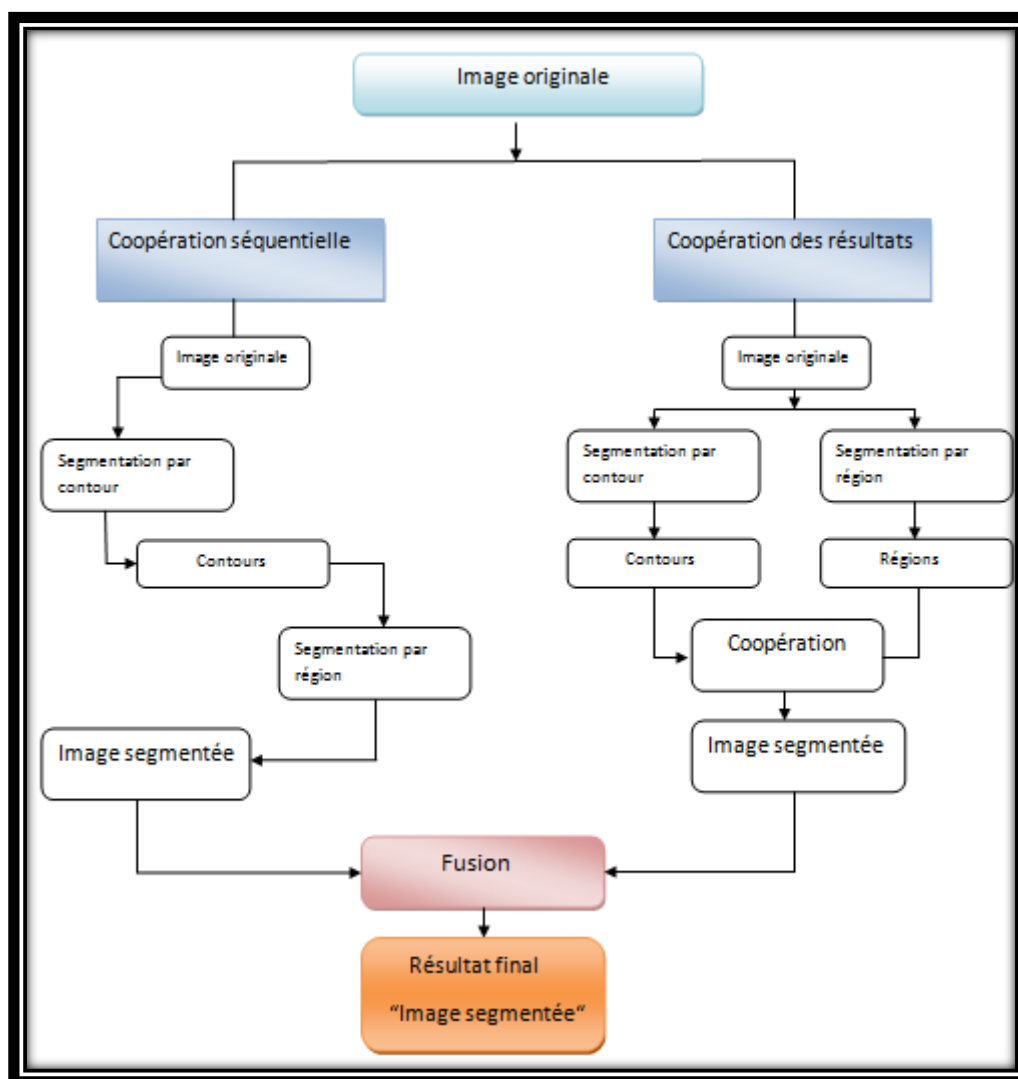 Image originale
Coopération séquentielle
Image originale
Segmentation par
contour
Contours
Segmentation par
région
Image segmentée
Coopération des résultats
Image originale
Segmentation par
contour
Segmentation par
région
Contours
Régions
Coopération
Image segmentée
Fusion
Résultat final
“Image segmentée“